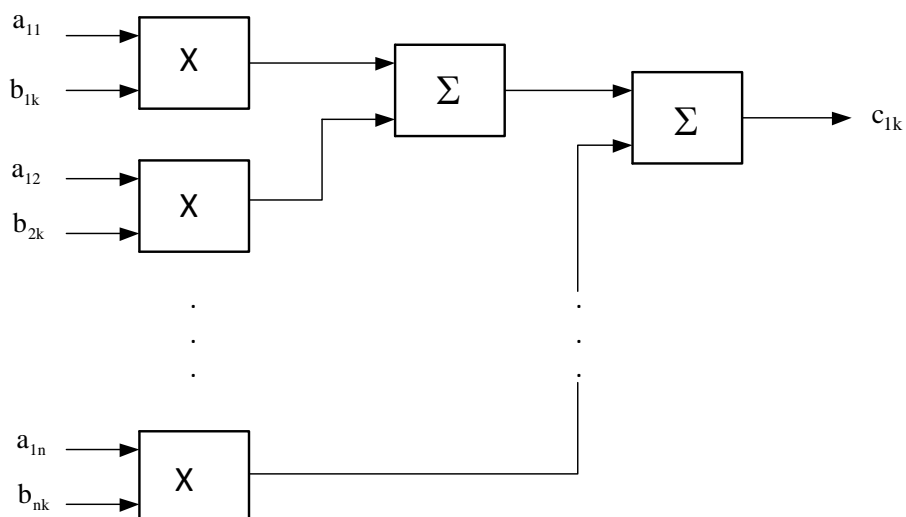 a₁₁
X
b₁ₖ
Σ
Σ
c₁ₖ
a₁₂
X
b₂ₖ
.
.
.
.
.
.
a₁ₙ
X
bₙₖ